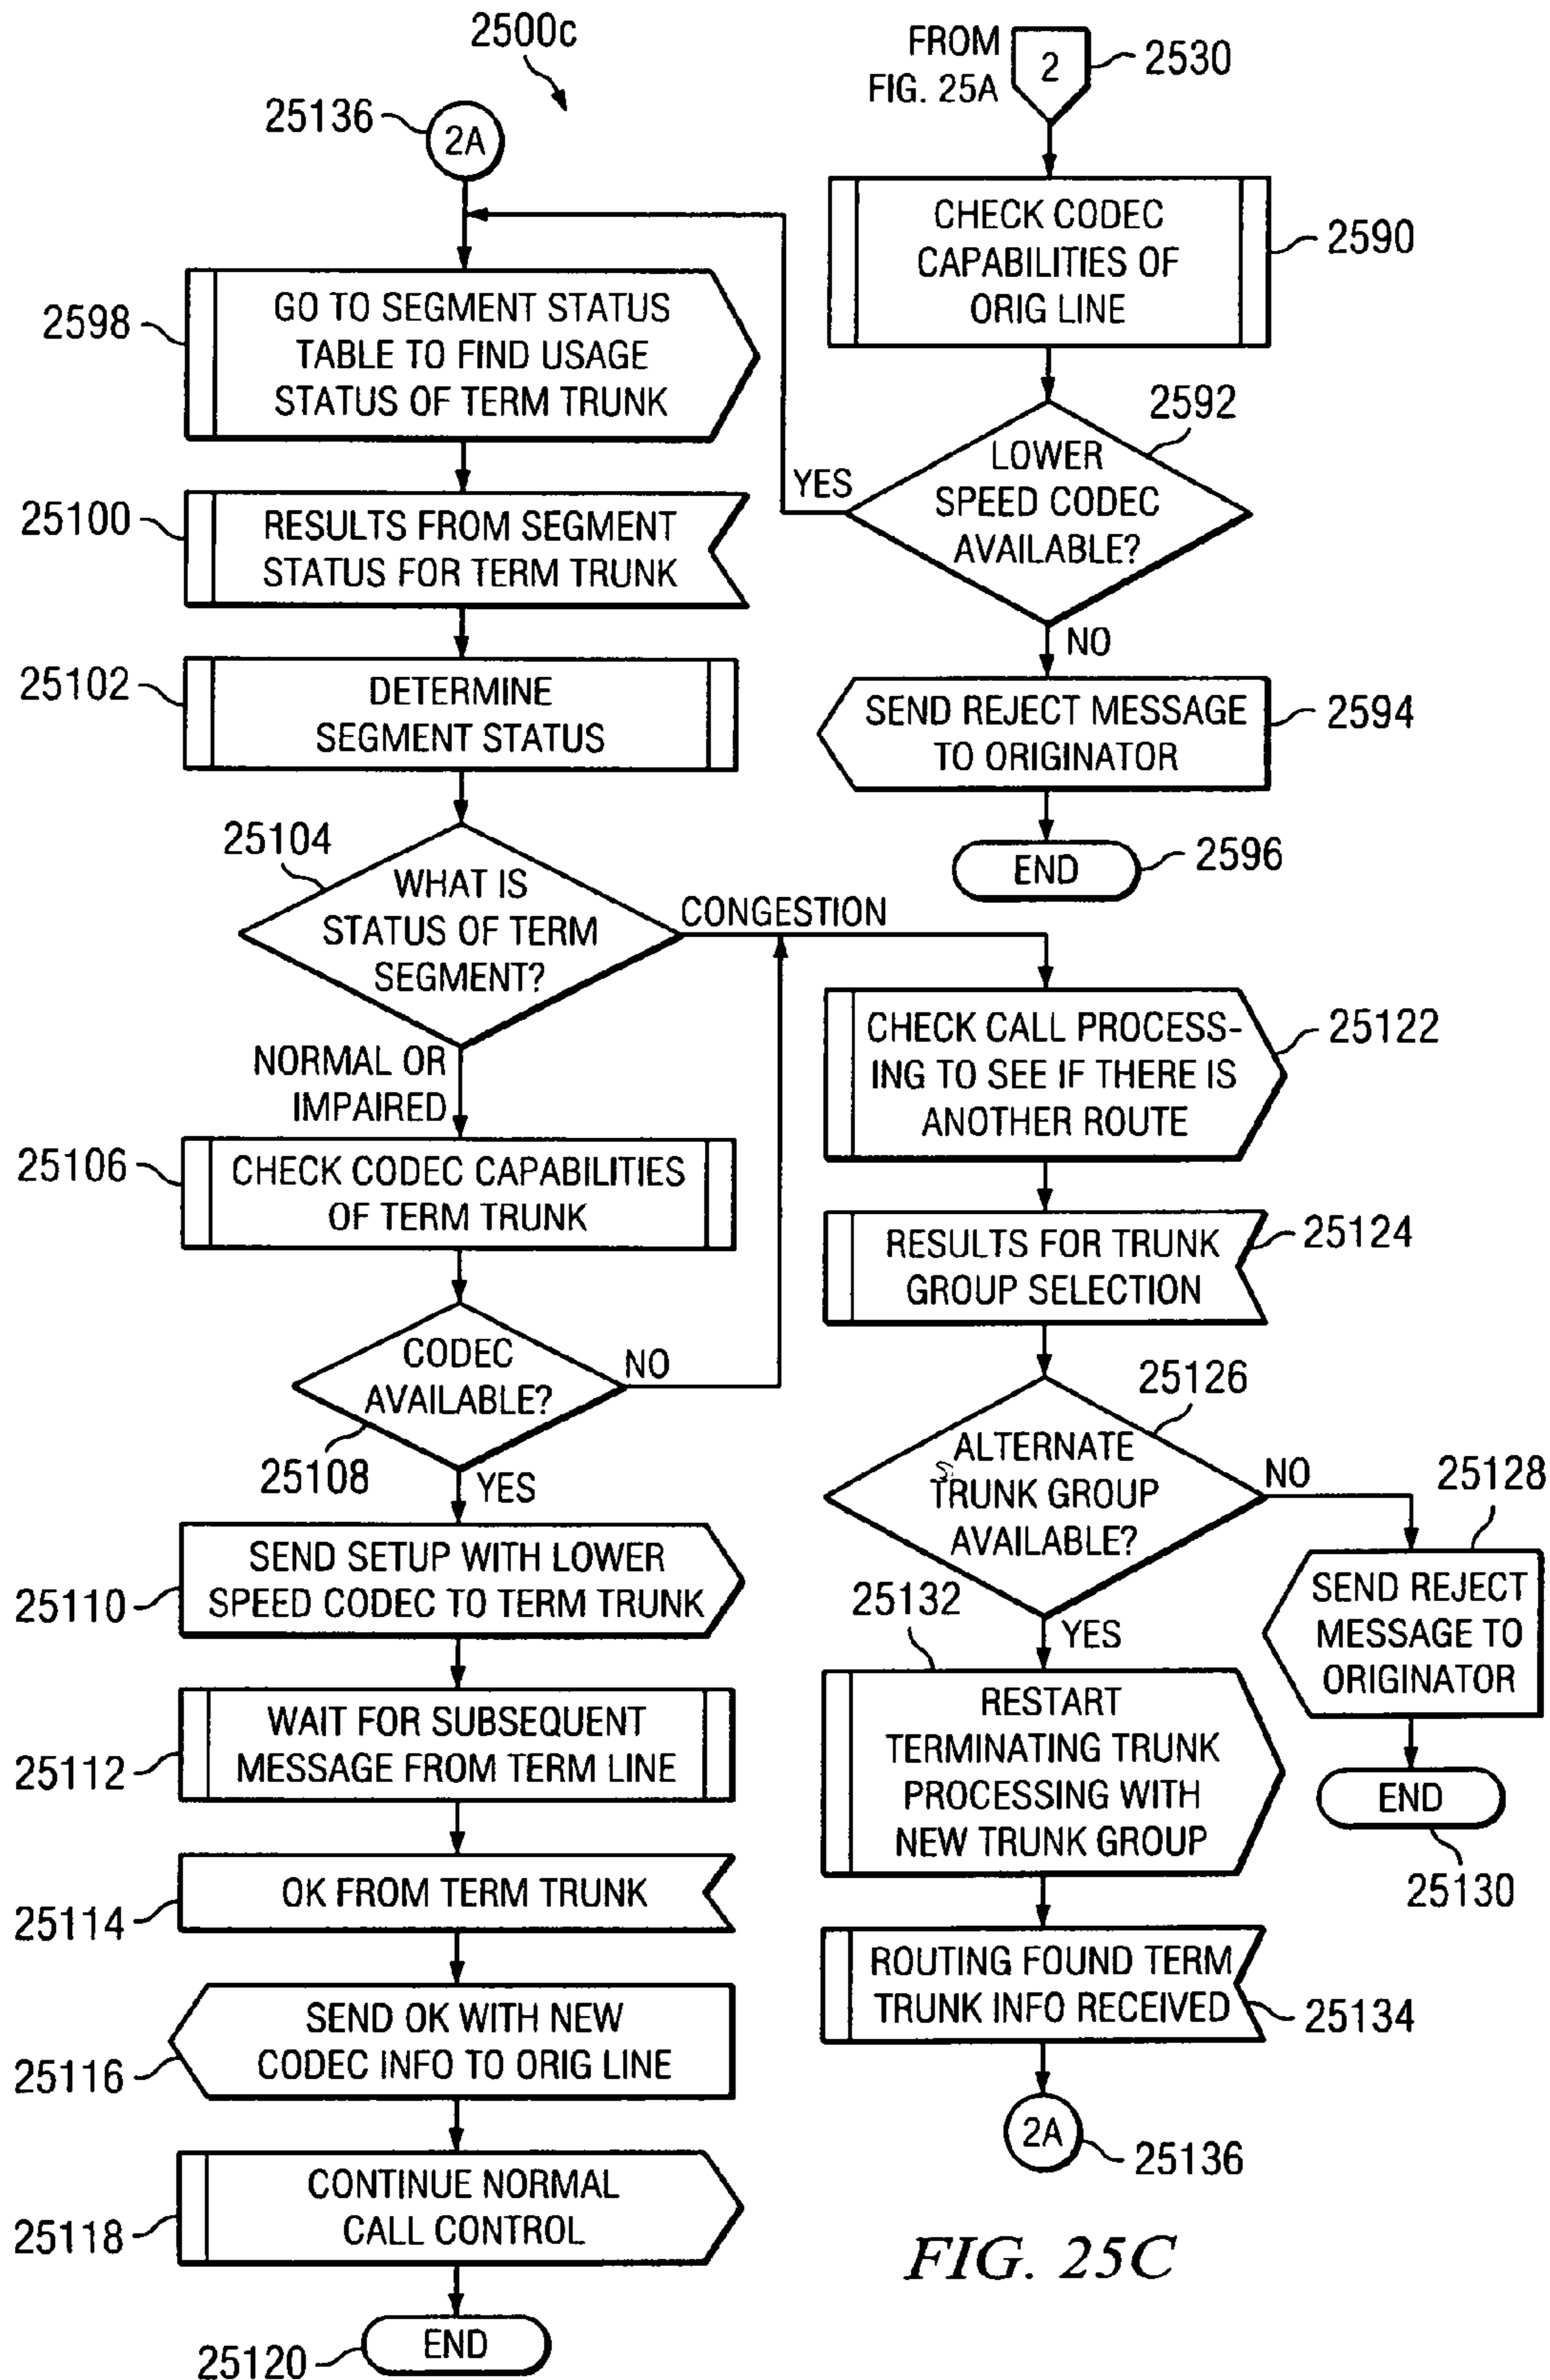 2500c
25136
2A
FROM
FIG. 25A
2
2530
CHECK CODEC
CAPABILITIES OF
ORIG LINE
2590
2598
GO TO SEGMENT STATUS
TABLE TO FIND USAGE
STATUS OF TERM TRUNK
2592
LOWER
SPEED CODEC
AVAILABLE?
YES
NO
25100
RESULTS FROM SEGMENT
STATUS FOR TERM TRUNK
25102
DETERMINE
SEGMENT STATUS
SEND REJECT MESSAGE
TO ORIGINATOR
2594
END
2596
25104
WHAT IS
STATUS OF TERM
SEGMENT?
CONGESTION
NORMAL OR
IMPAIRED
CHECK CALL PROCESS-
ING TO SEE IF THERE IS
ANOTHER ROUTE
25122
25106
CHECK CODEC CAPABILITIES
OF TERM TRUNK
RESULTS FOR TRUNK
GROUP SELECTION
25124
CODEC
AVAILABLE?
NO
25108
YES
25126
ALTERNATE
TRUNK GROUP
AVAILABLE?
NO
YES
25128
SEND REJECT
MESSAGE TO
ORIGINATOR
END
25130
25110
SEND SETUP WITH LOWER
SPEED CODEC TO TERM TRUNK
25132
RESTART
TERMINATING TRUNK
PROCESSING WITH
NEW TRUNK GROUP
25112
WAIT FOR SUBSEQUENT
MESSAGE FROM TERM LINE
25114
OK FROM TERM TRUNK
ROUTING FOUND TERM
TRUNK INFO RECEIVED
25134
25116
SEND OK WITH NEW
CODEC INFO TO ORIG LINE
2A
25136
25118
CONTINUE NORMAL
CALL CONTROL
END
25120
FIG. 25C